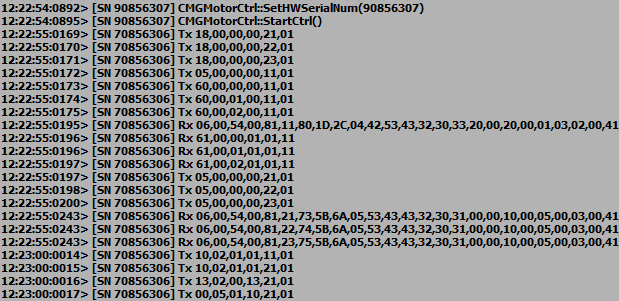 12:22:54:0892> [SN 90856307] CMGMotorCtrl::SetHWSerialNum(90856307)
12:22:54:0895> [SN 90856307] CMGMotorCtrl::StartCtrl()
12:22:55:0169> [SN 70856306] Tx 18,00,00,00,21,01
12:22:55:0170> [SN 70856306] Tx 18,00,00,00,22,01
12:22:55:0171> [SN 70856306] Tx 18,00,00,00,23,01
12:22:55:0172> [SN 70856306] Tx 05,00,00,00,11,01
12:22:55:0173> [SN 70856306] Tx 60,00,00,00,11,01
12:22:55:0174> [SN 70856306] Tx 60,00,01,00,11,01
12:22:55:0175> [SN 70856306] Tx 60,00,02,00,11,01
12:22:55:0195> [SN 70856306] Rx 06,00,54,00,81,11,80,1D,2C,04,42,53,43,32,30,33,20,00,20,00,01,03,02,00,41
12:22:55:0196> [SN 70856306] Rx 61,00,00,01,01,11
12:22:55:0196> [SN 70856306] Rx 61,00,01,01,01,11
12:22:55:0197> [SN 70856306] Rx 61,00,02,01,01,11
12:22:55:0197> [SN 70856306] Tx 05,00,00,00,21,01
12:22:55:0198> [SN 70856306] Tx 05,00,00,00,22,01
12:22:55:0200> [SN 70856306] Tx 05,00,00,00,23,01
12:22:55:0243> [SN 70856306] Rx 06,00,54,00,81,21,73,5B,6A,05,53,43,43,32,30,31,00,00,10,00,05,00,03,00,41
12:22:55:0243> [SN 70856306] Rx 06,00,54,00,81,22,74,5B,6A,05,53,43,43,32,30,31,00,00,10,00,05,00,03,00,41
12:22:55:0243> [SN 70856306] Rx 06,00,54,00,81,23,75,5B,6A,05,53,43,43,32,30,31,00,00,10,00,05,00,03,00,41
12:23:00:0014> [SN 70856306] Tx 10,02,01,01,11,01
12:23:00:0015> [SN 70856306] Tx 10,02,01,01,21,01
12:23:00:0016> [SN 70856306] Tx 13,02,00,13,21,01
12:23:00:0017> [SN 70856306] Tx 00,05,01,10,21,01